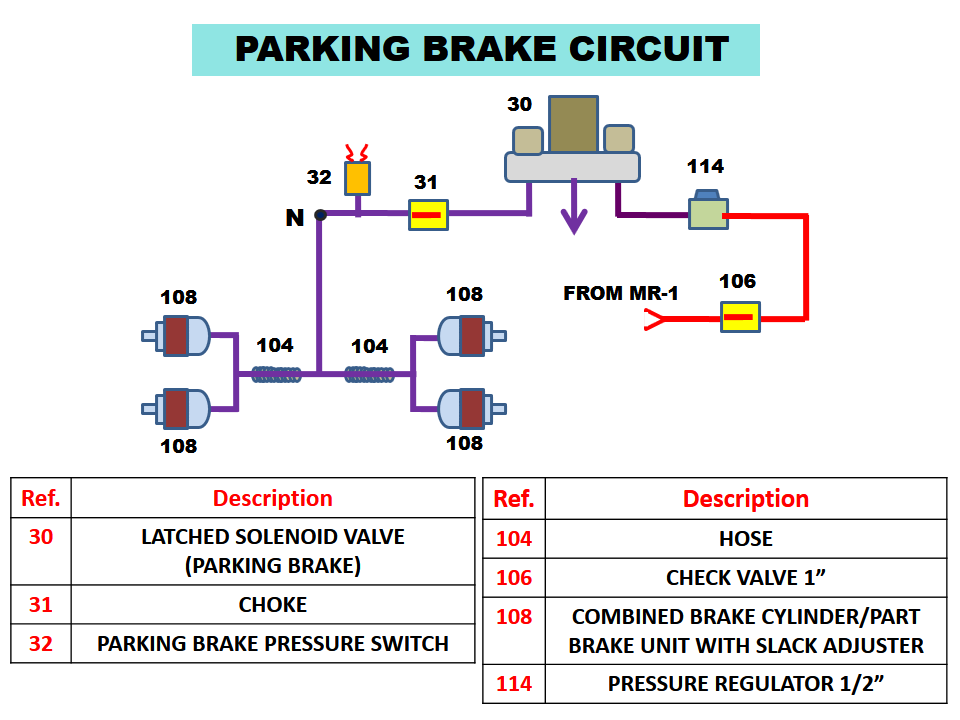 PARKING BRAKE CIRCUIT
30
114
32
31
N
106
FROM MR-1
108
108
104
104
108
108
Ref. Description
30 LATCHED SOLENOID VALVE
(PARKING BRAKE)
31 CHOKE
32 PARKING BRAKE PRESSURE SWITCH
Ref. Description
104 HOSE
106 CHECK VALVE 1”
108 COMBINED BRAKE CYLINDER/PART
BRAKE UNIT WITH SLACK ADJUSTER
114 PRESSURE REGULATOR 1/2”